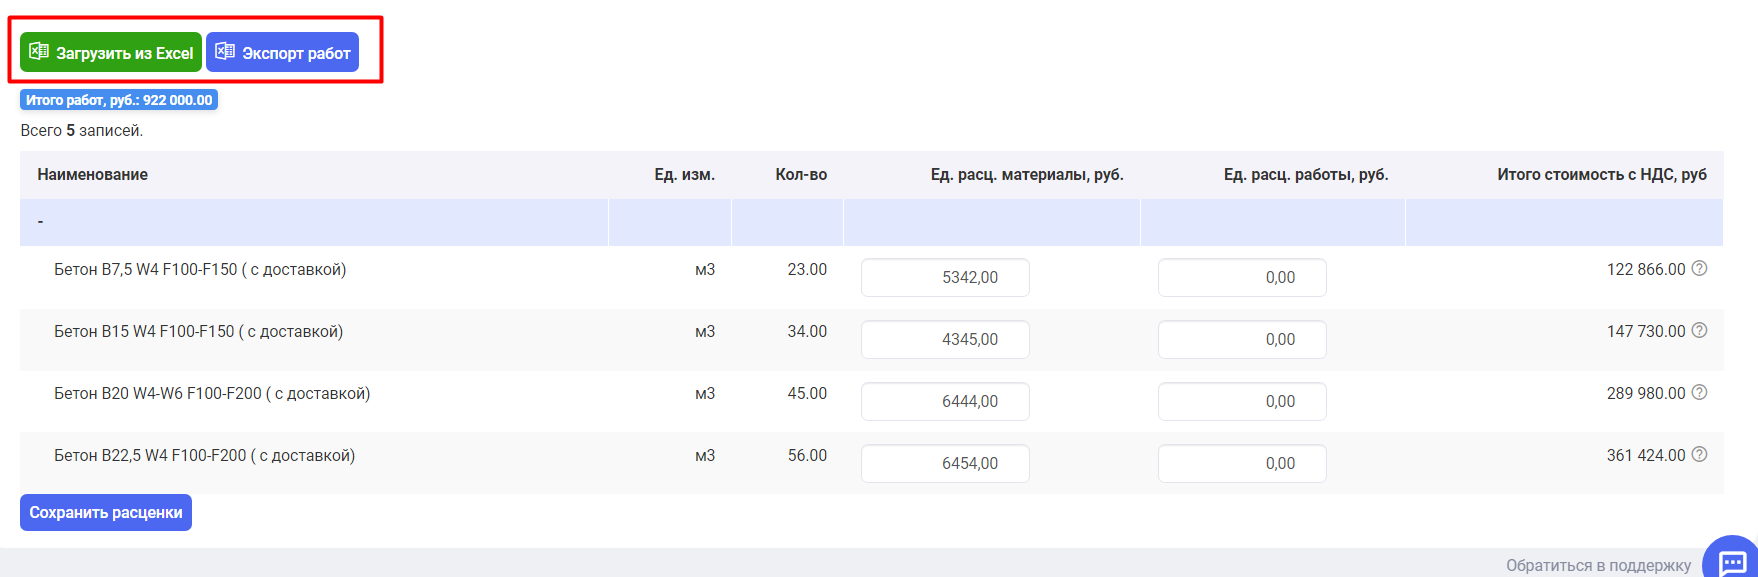 Загрузить из Excel Экспорт работ
Итого работ, руб.: 922 000.00
Всего 5 записей.
Наименование Ед. изм. Кол-во Ед. расц. материалы, руб. Ед. расц. работы, руб. Итого стоимость с НДС, руб
-
Бетон В7,5 W4 F100-F150 ( с доставкой) м3 23.00 5342,00 0,00 122 866.00
Бетон В15 W4 F100-F150 ( с доставкой) м3 34.00 4345,00 0,00 147 730.00
Бетон В20 W4-W6 F100-F200 ( с доставкой) м3 45.00 6444,00 0,00 289 980.00
Бетон В22,5 W4 F100-F200 ( с доставкой) м3 56.00 6454,00 0,00 361 424.00
Сохранить расценки
Обратиться в поддержку